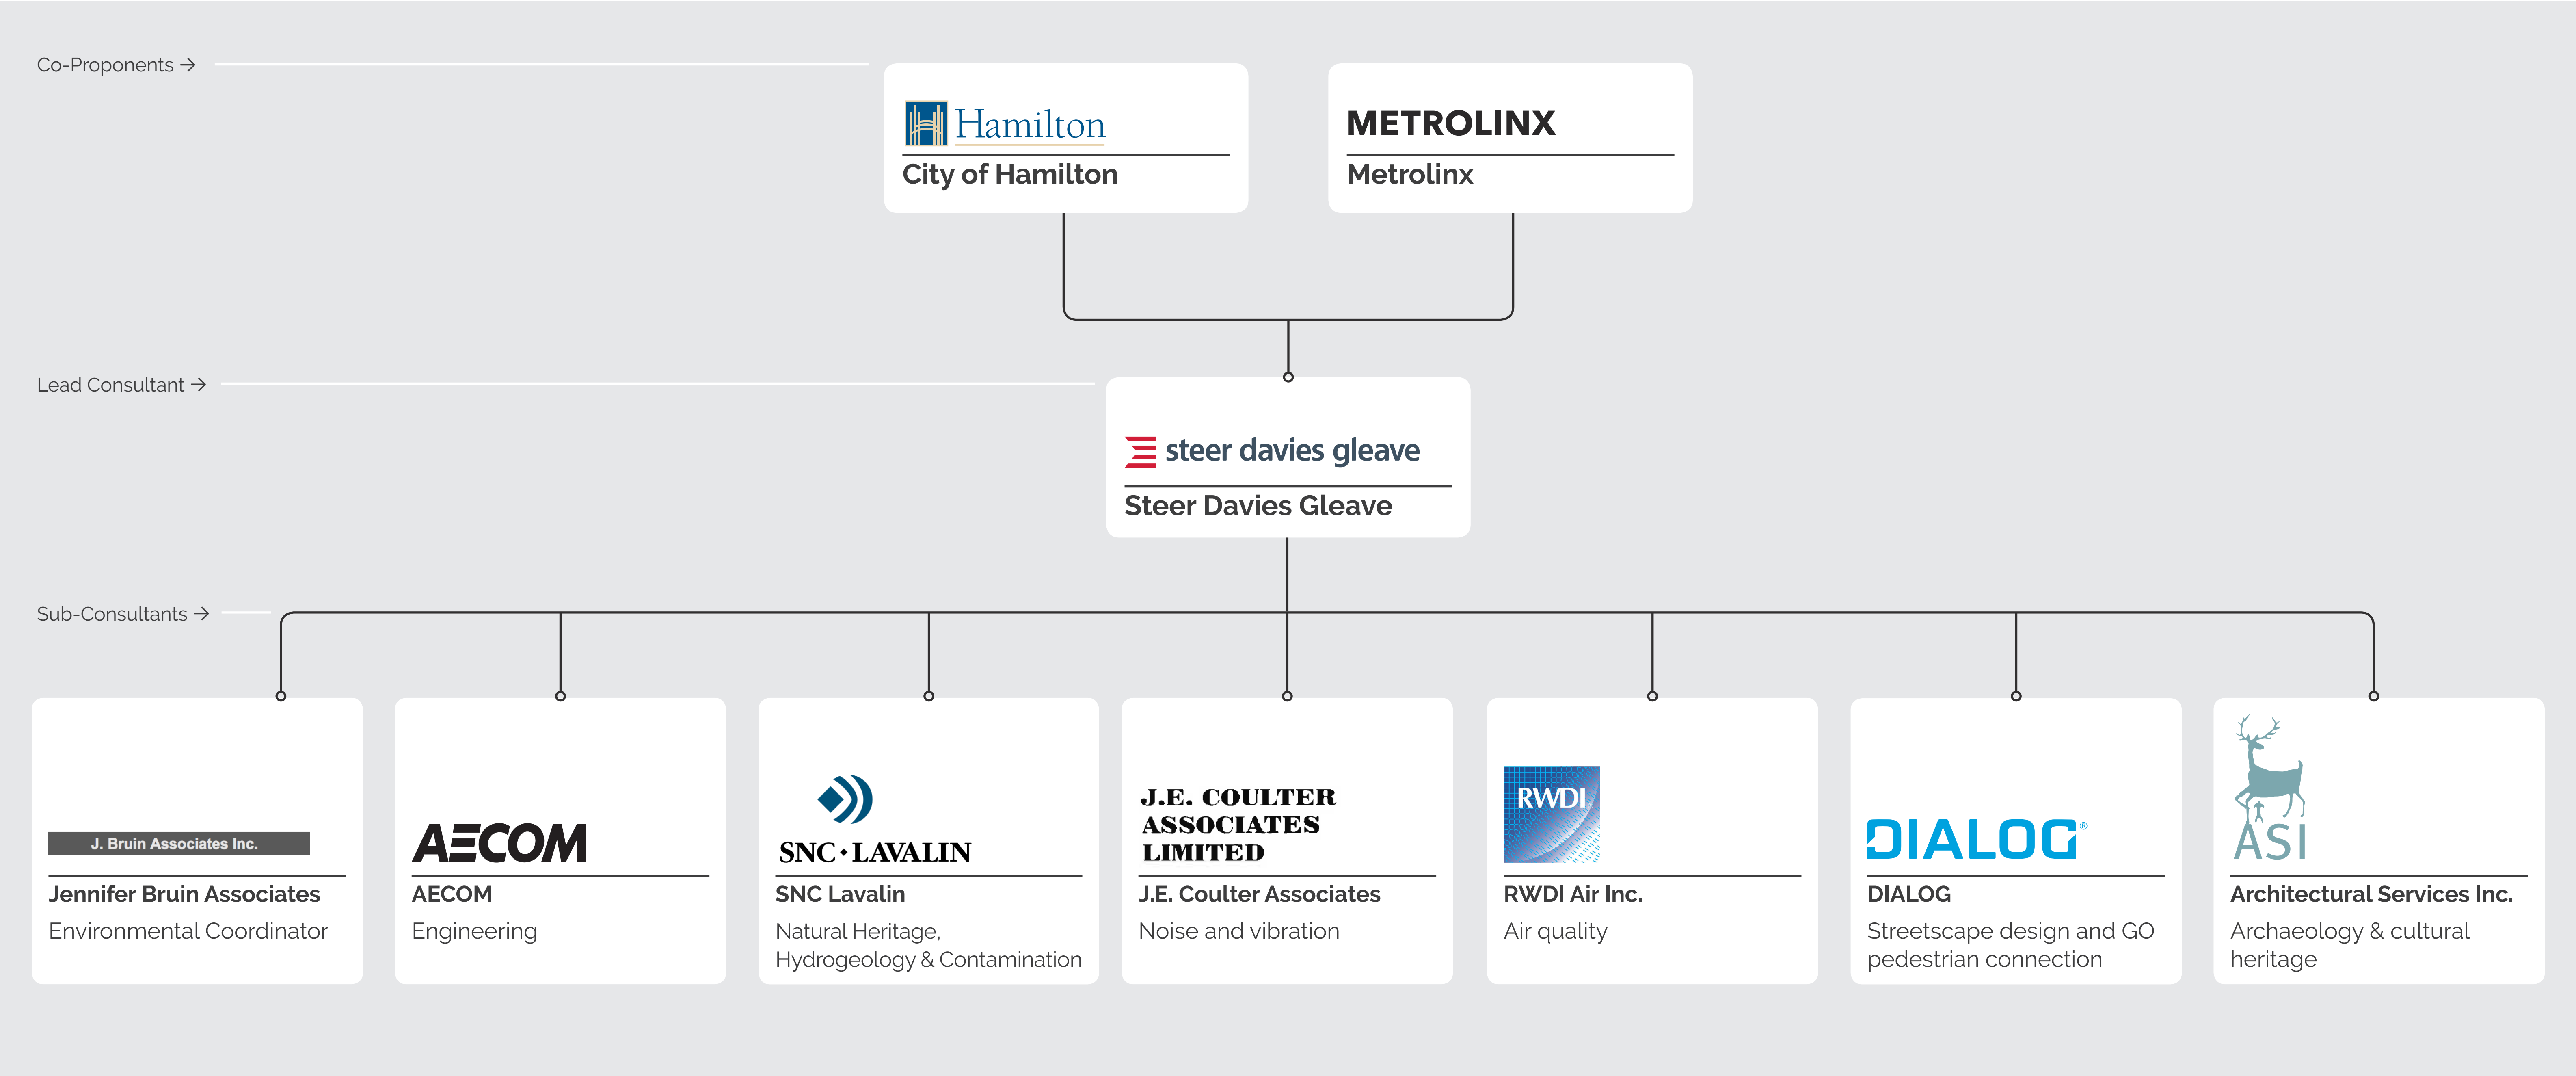 Co-Proponents →
Hamilton
City of Hamilton
METROLINX
Metrolinx
Lead Consultant →
steer davies gleave
Steer Davies Gleave
Sub-Consultants →
J. Bruin Associates Inc.
Jennifer Bruin Associates
Environmental Coordinator
AECOM
AECOM
Engineering
SNC • LAVALIN
SNC Lavalin
Natural Heritage,
Hydrogeology & Contamination
J.E. COULTER
ASSOCIATES
LIMITED
J.E. Coulter Associates
Noise and vibration
RWDI
RWDI Air Inc.
Air quality
DIALOG®
DIALOG
Streetscape design and GO
pedestrian connection
ASI
Architectural Services Inc.
Archaeology & cultural
heritage